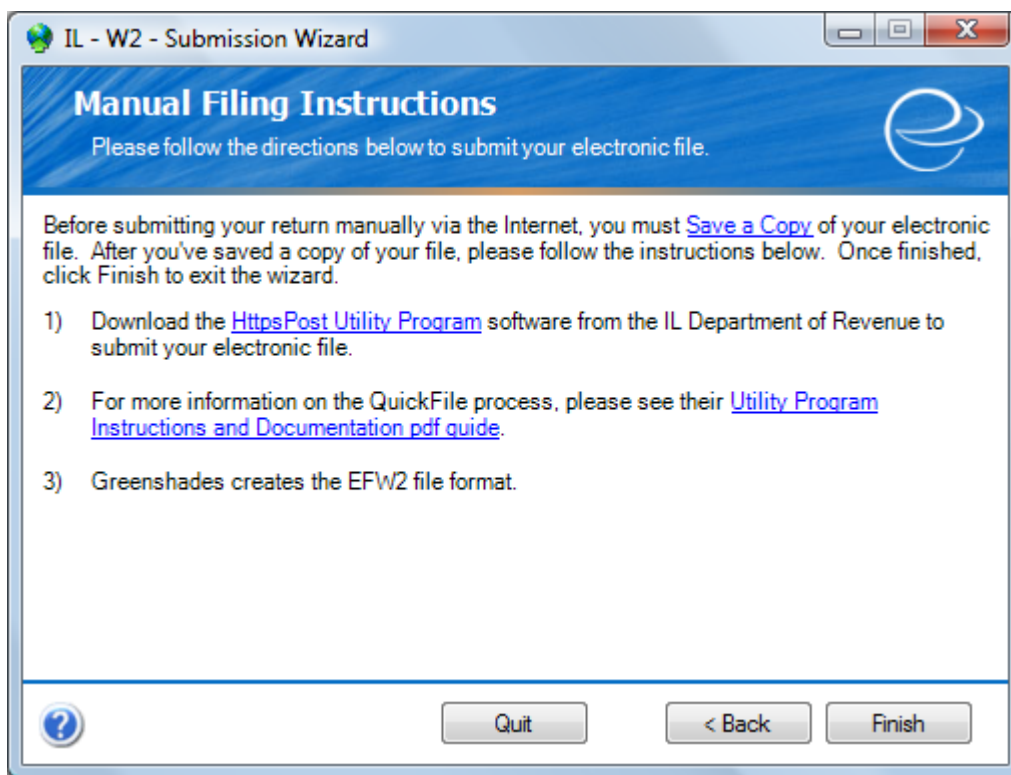 IL - W2 - Submission Wizard
Manual Filing Instructions
Please follow the directions below to submit your electronic file.
Before submitting your return manually via the Internet, you must Save a Copy of your electronic
file.  After you've saved a copy of your file, please follow the instructions below.  Once finished,
click Finish to exit the wizard.
1) Download the HttpsPost Utility Program software from the IL Department of Revenue to
submit your electronic file.
2) For more information on the QuickFile process, please see their Utility Program
Instructions and Documentation pdf guide.
3) Greenshades creates the EFW2 file format.
Quit < Back Finish